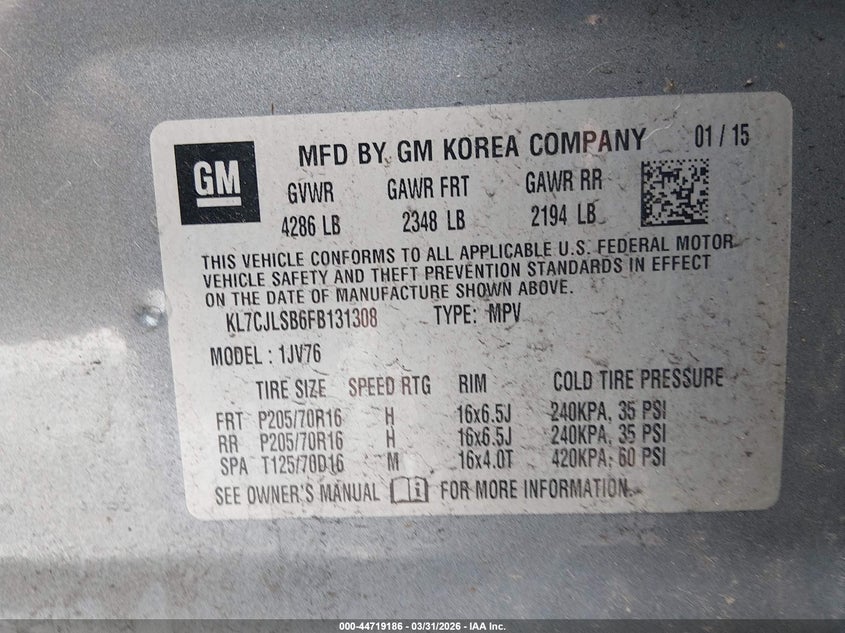 GM
MFD BY GM KOREA COMPANY 01 / 15
GVWR GAWR FRT GAWR RR
4286 LB 2348 LB 2194 LB
THIS VEHICLE CONFORMS TO ALL APPLICABLE U.S. FEDERAL MOTOR
VEHICLE SAFETY AND THEFT PREVENTION STANDARDS IN EFFECT
ON THE DATE OF MANUFACTURE SHOWN ABOVE.
KL7CJLSB6FB131308 TYPE: MPV
MODEL : 1JV76
TIRE SIZE SPEED RTG RIM COLD TIRE PRESSURE
FRT P205/70R16 H 16x6.5J 240KPA, 35 PSI
RR P205/70R16 H 16x6.5J 240KPA, 35 PSI
SPA T125/70D16 M 16x4.0T 420KPA, 60 PSI
SEE OWNER'S MANUAL i FOR MORE INFORMATION.
000-44719186 - 03/31/2026 - IAA Inc.